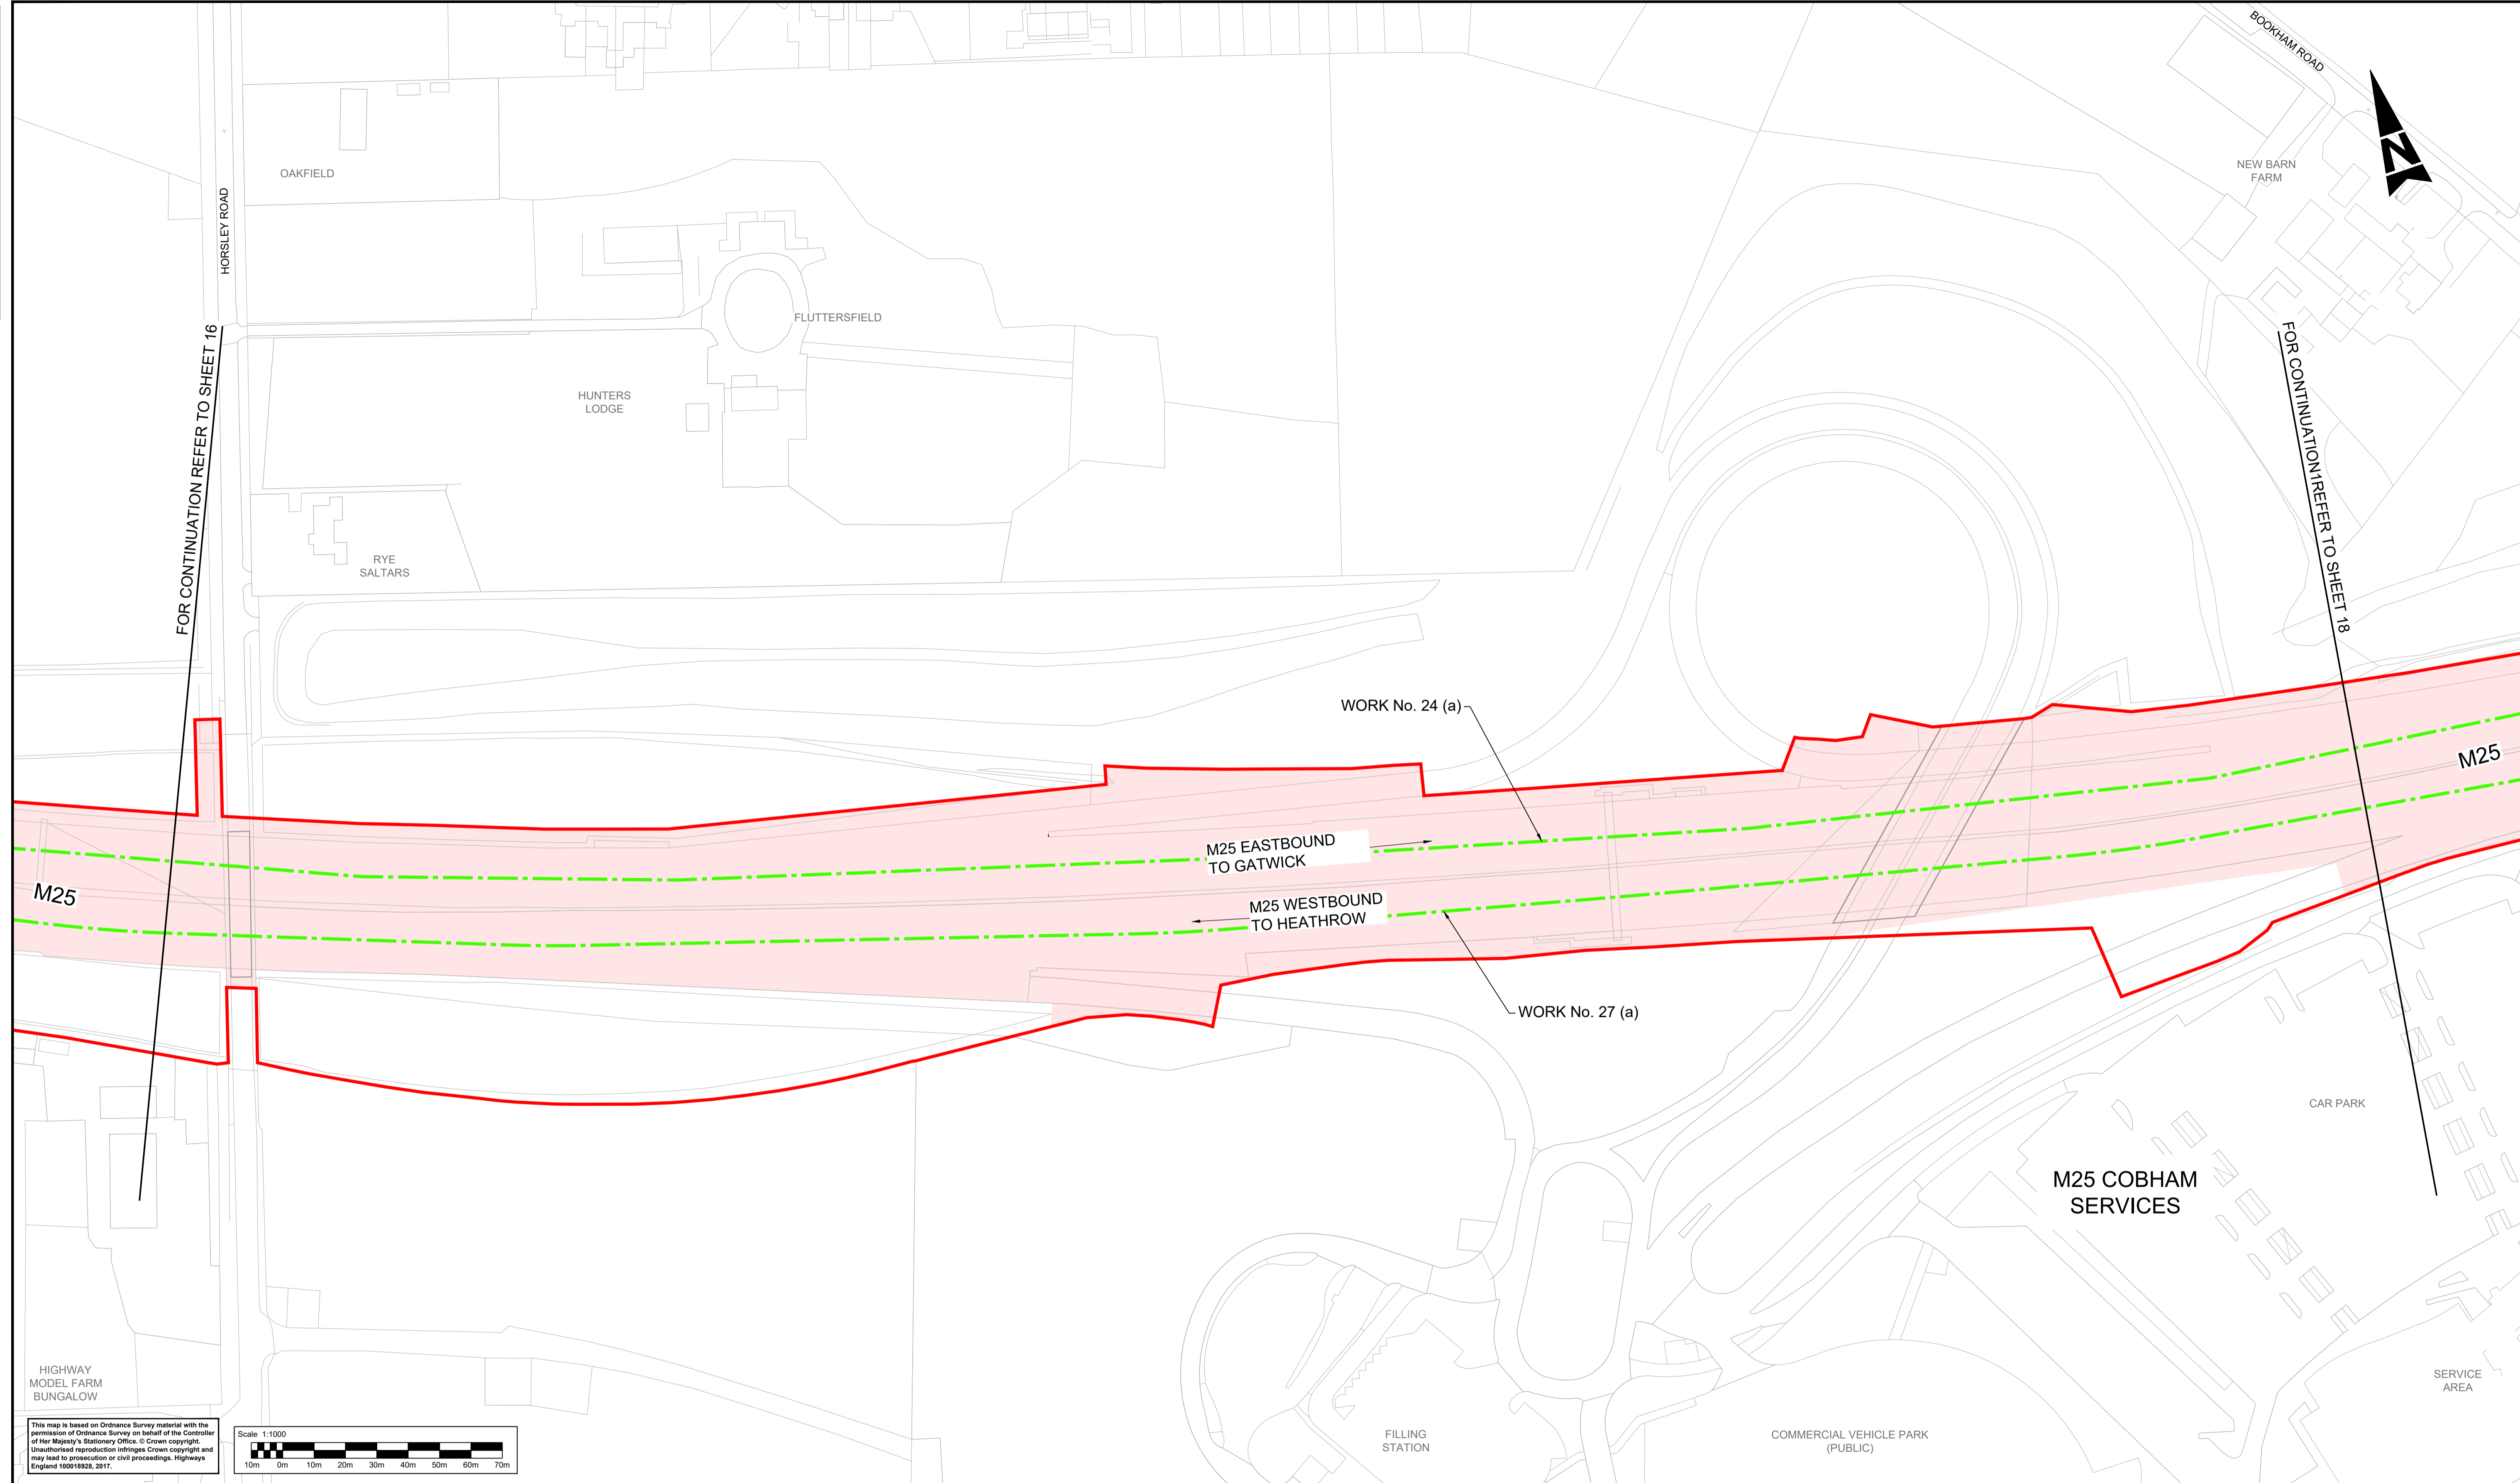 BOOKHAM ROAD
N
NEW BARN
FARM
OAKFIELD
HORSLEY ROAD
FLUTTERSFIELD
HUNTERS
LODGE
FOR CONTINUATION REFER TO SHEET 16
FOR CONTINUATION1REFER TO SHEET 18
RYE
SALTARS
WORK No. 24 (a)
M25
M25 EASTBOUND
TO GATWICK
M25
M25 WESTBOUND
TO HEATHROW
WORK No. 27 (a)
CAR PARK
M25 COBHAM
SERVICES
HIGHWAY
MODEL FARM
BUNGALOW
SERVICE
AREA
FILLING
STATION
COMMERCIAL VEHICLE PARK
(PUBLIC)
This map is based on Ordnance Survey material with the
permission of Ordnance Survey on behalf of the Controller
of Her Majesty's Stationery Office. © Crown copyright.
Unauthorised reproduction infringes Crown copyright and
may lead to prosecution or civil proceedings. Highways
England 100018928, 2017.
Scale 1:1000
10m 0m 10m 20m 30m 40m 50m 60m 70m